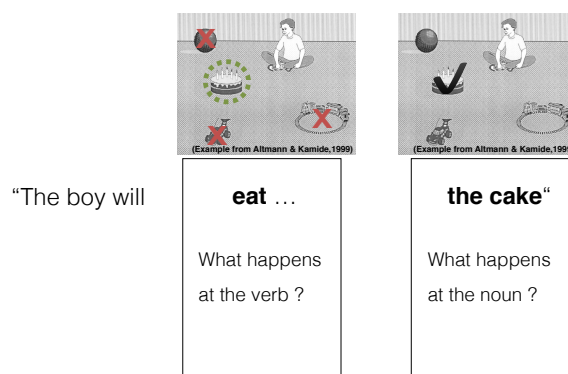 (Example from Altmann & Kamide,1999)
(Example from Altmann & Kamide,1999)
“The boy will
eat …
the cake“
What happens
at the verb ?
What happens
at the noun ?